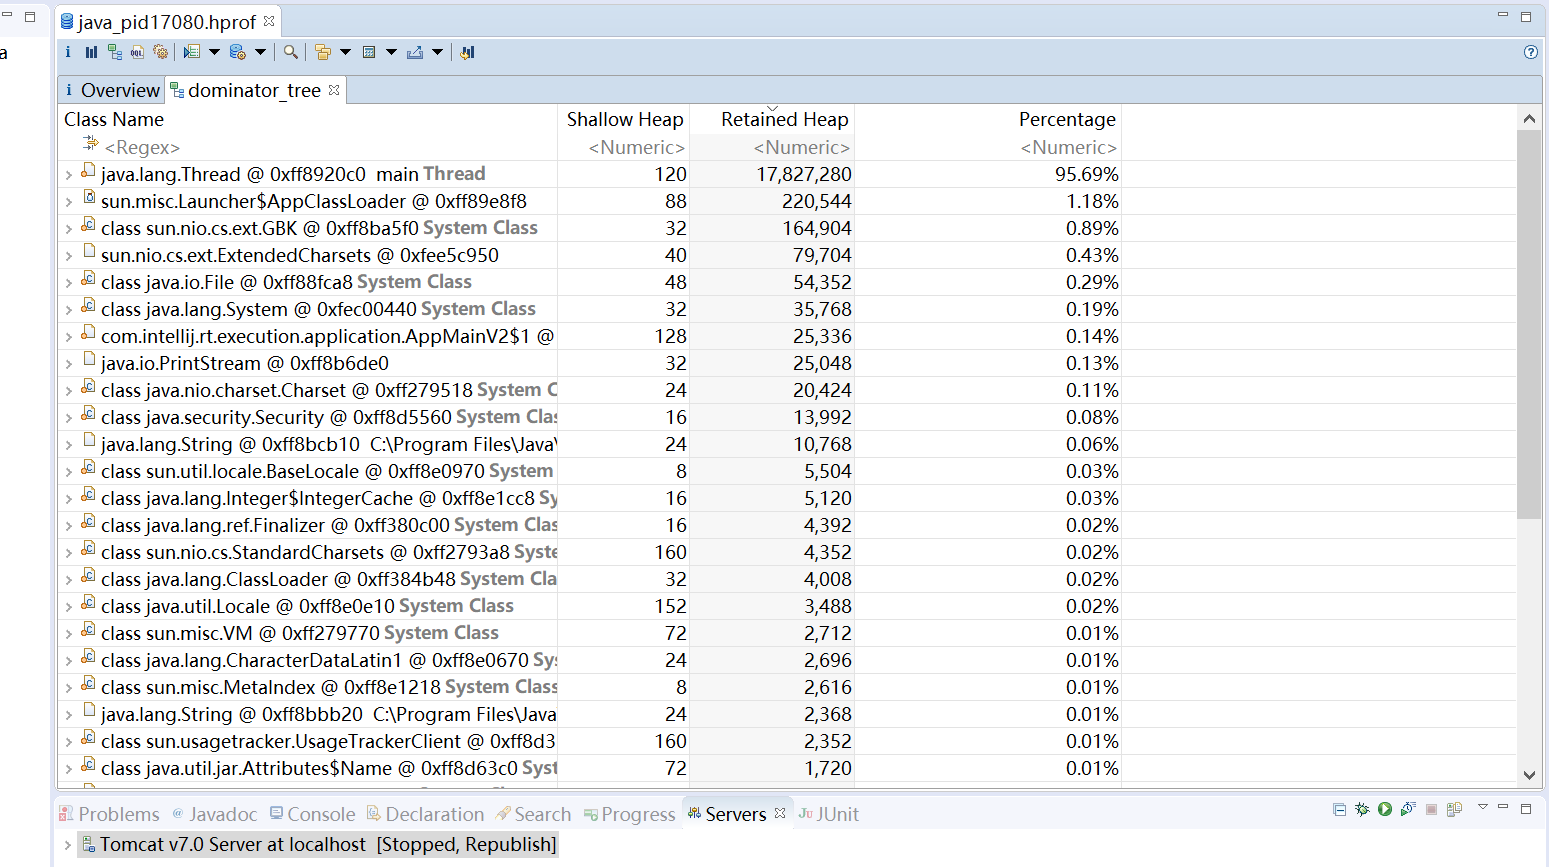 java_pid17080.hprof
a
i OQL
i Overview dominator_tree
Class Name Shallow Heap Retained Heap Percentage
<Regex> <Numeric> <Numeric> <Numeric>
java.lang.Thread @ 0xff8920c0 main Thread 120 17,827,280 95.69%
sun.misc.Launcher$AppClassLoader @ 0xff89e8f8 88 220,544 1.18%
class sun.nio.cs.ext.GBK @ 0xff8ba5f0 System Class 32 164,904 0.89%
sun.nio.cs.ext.ExtendedCharsets @ 0xfee5c950 40 79,704 0.43%
class java.io.File @ 0xff88fca8 System Class 48 54,352 0.29%
class java.lang.System @ 0xfec00440 System Class 32 35,768 0.19%
com.intellij.rt.execution.application.AppMainV2$1 @ 128 25,336 0.14%
java.io.PrintStream @ 0xff8b6de0 32 25,048 0.13%
class java.nio.charset.Charset @ 0xff279518 System C 24 20,424 0.11%
class java.security.Security @ 0xff8d5560 System Clas 16 13,992 0.08%
java.lang.String @ 0xff8bcb10 C:\Program Files\Java\ 24 10,768 0.06%
class sun.util.locale.BaseLocale @ 0xff8e0970 System 8 5,504 0.03%
class java.lang.Integer$IntegerCache @ 0xff8e1cc8 Sy 16 5,120 0.03%
class java.lang.ref.Finalizer @ 0xff380c00 System Clas 16 4,392 0.02%
class sun.nio.cs.StandardCharsets @ 0xff2793a8 Syste 160 4,352 0.02%
class java.lang.ClassLoader @ 0xff384b48 System Cla 32 4,008 0.02%
class java.util.Locale @ 0xff8e0e10 System Class 152 3,488 0.02%
class sun.misc.VM @ 0xff279770 System Class 72 2,712 0.01%
class java.lang.CharacterDataLatin1 @ 0xff8e0670 Sys 24 2,696 0.01%
class sun.misc.MetaIndex @ 0xff8e1218 System Class 8 2,616 0.01%
java.lang.String @ 0xff8bbb20 C:\Program Files\Java 24 2,368 0.01%
class sun.usagetracker.UsageTrackerClient @ 0xff8d3 160 2,352 0.01%
class java.util.jar.Attributes$Name @ 0xff8d63c0 Syst 72 1,720 0.01%
Problems @ Javadoc Console Declaration Search Progress Servers Ju JUnit
Tomcat v7.0 Server at localhost [Stopped, Republish]